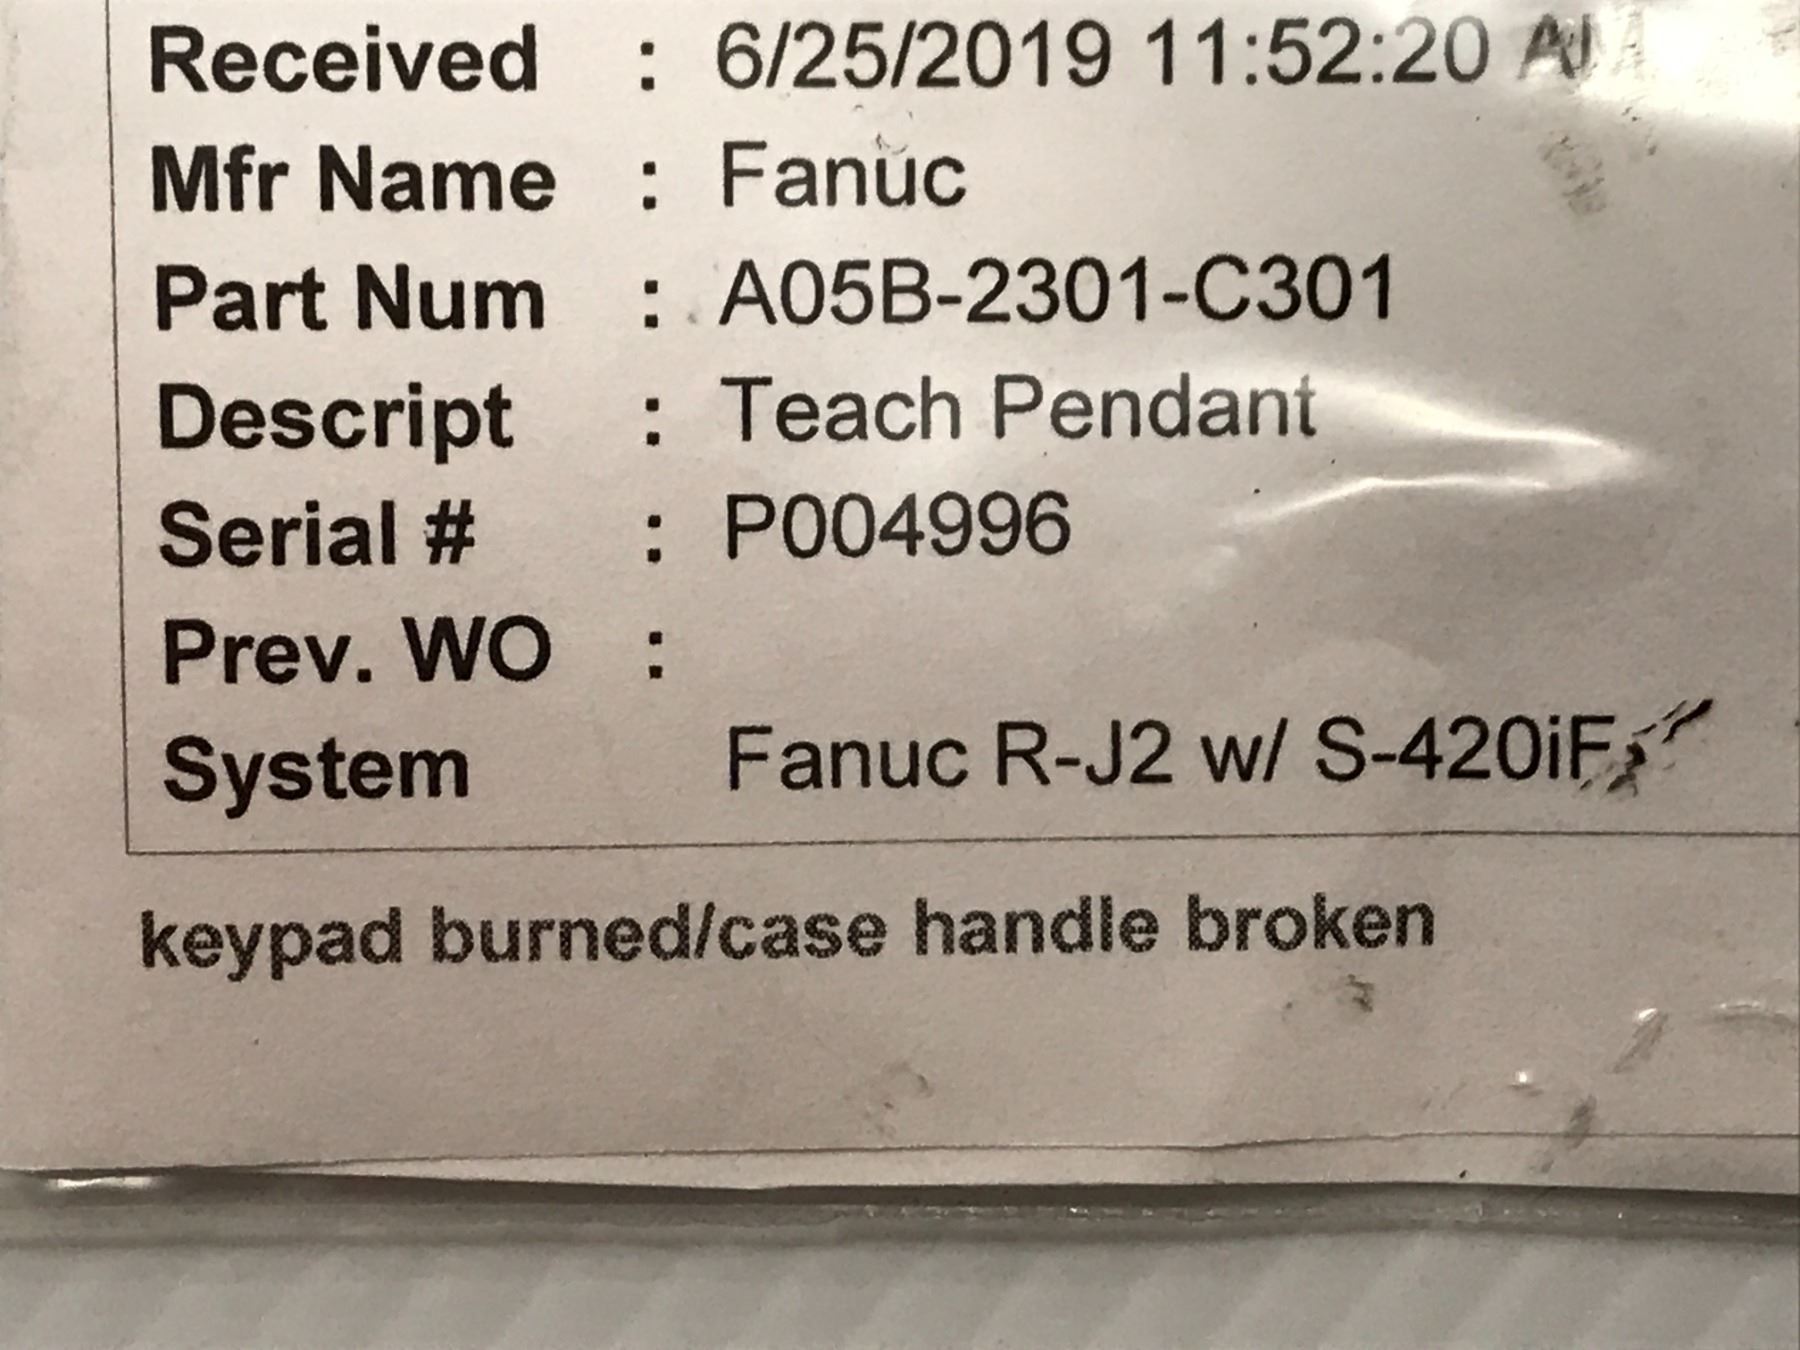 Received : 6/25/2019 11:52:20 AM
Mfr Name : Fanuc
Part Num : A05B-2301-C301
Descript : Teach Pendant
Serial # : P004996
Prev. WO :
System Fanuc R-J2 w/ S-420iF
keypad burned/case handle broken